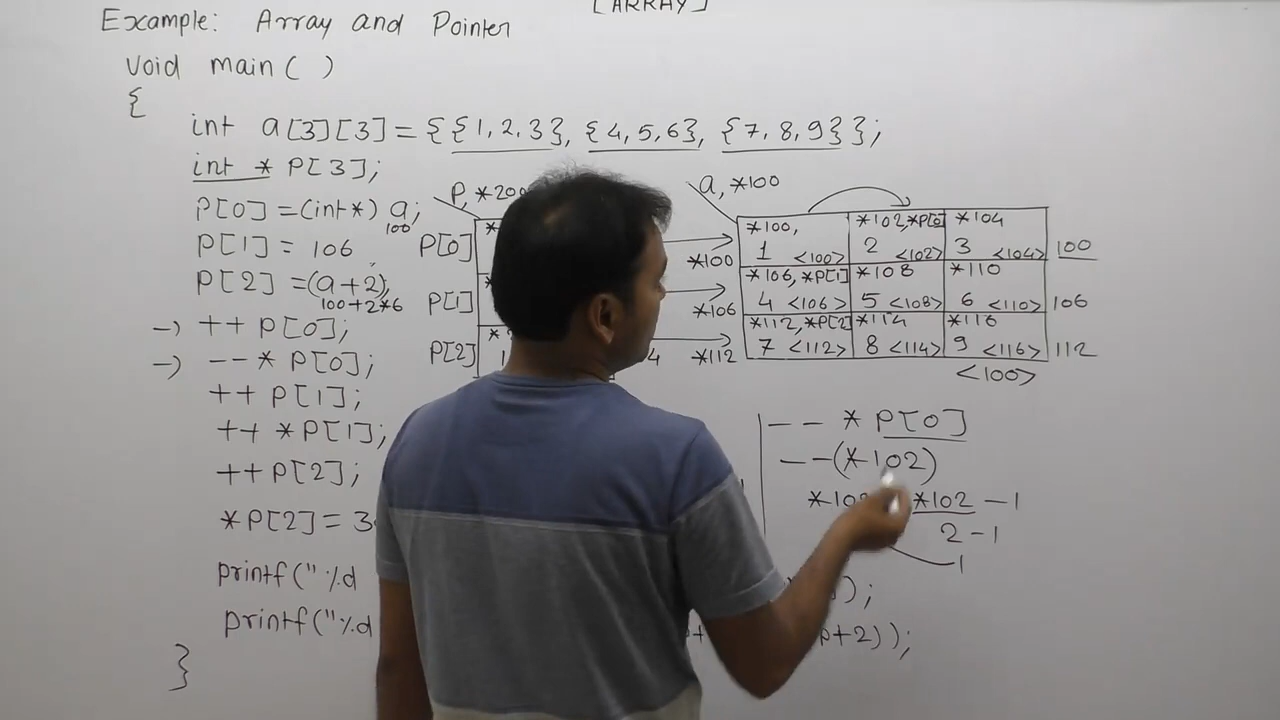 [ARRAY]
Example: Array and Pointer
void main( )
{
int a[3][3] = {{1, 2, 3}, {4, 5, 6}, {7, 8, 9}};
int * P[3];
P[0] = (int*) a;
100
P[1] = 106
P[2] = (a+2),
100+2*6
-) ++ P[0];
-) -- * P[0];
++ P[1];
++ * P[1];
++ P[2];
*P[2] = 3
printf("%d
);
printf("%d
p+2));
}
P, *200
P[0]
P[1]
P[2]
*100
*106
*112
a, *100
*100, *102, *P[0] *104
1 <100> 2 <102> 3 <104> 100
*106, *P[1] *108 *110
4 <106> 5 <108> 6 <110> 106
*112, *P[2] *114 *116
7 <112> 8 <114> 9 <116> 112
<100>
-- * P[0]
--(*102)
*102 *102 -1
2 -1
1